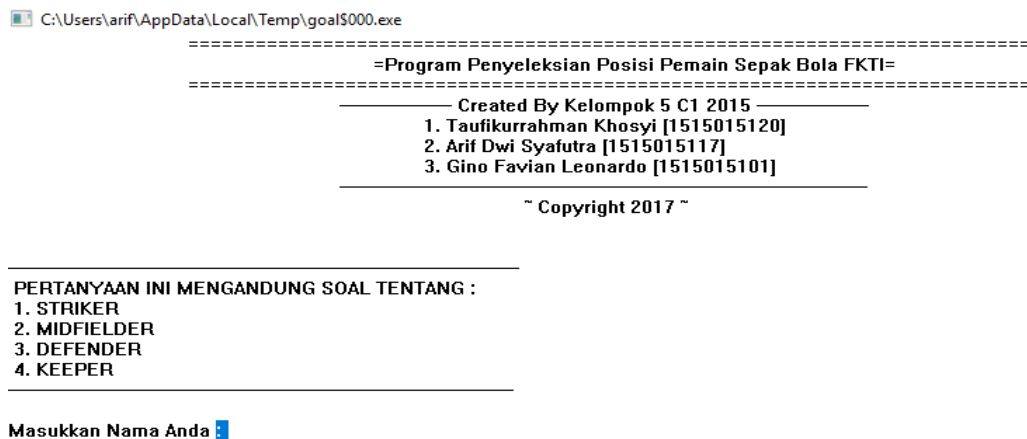 C:\Users\arif\AppData\Local\Temp\goal$000.exe
===========================================================================
=Program Penyeleksian Posisi Pemain Sepak Bola FKTI=
===========================================================================
—————— Created By Kelompok 5 C1 2015 ——————
1. Taufikurrahman Khosyi [1515015120]
2. Arif Dwi Syafutra [1515015117]
3. Gino Favian Leonardo [1515015101]
~ Copyright 2017 ~
PERTANYAAN INI MENGANDUNG SOAL TENTANG :
1. STRIKER
2. MIDFIELDER
3. DEFENDER
4. KEEPER
Masukkan Nama Anda :